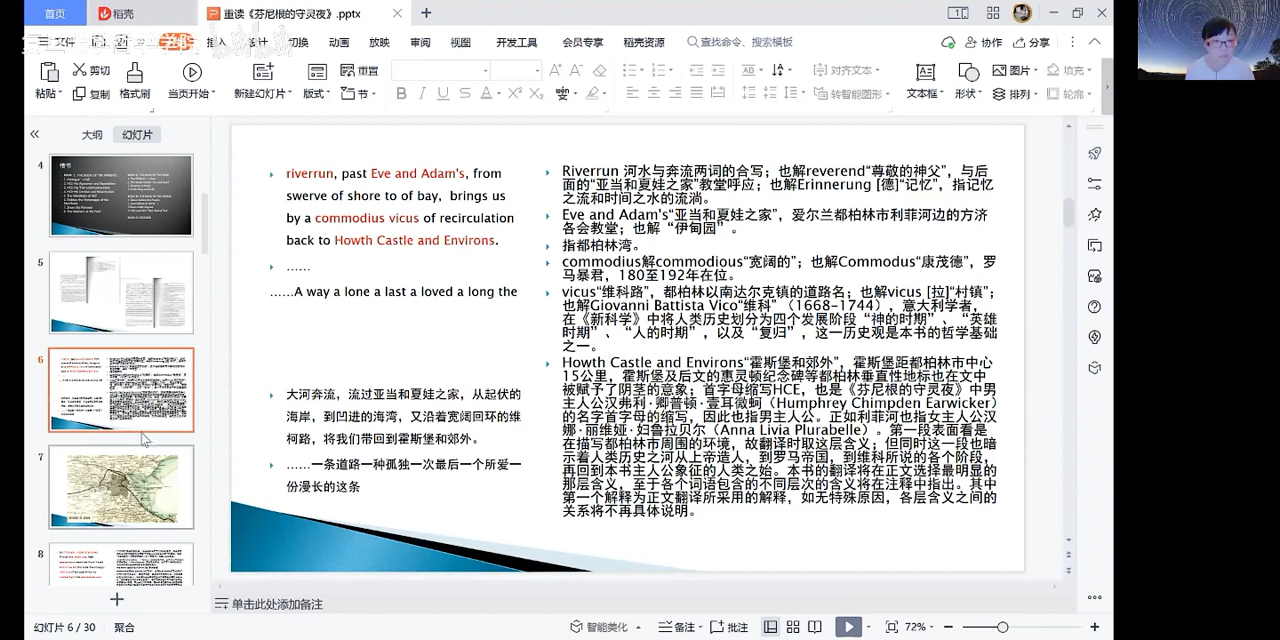 首页
稻壳
重读《芬尼根的守灵夜》.pptx
文件
插入
设计
切换
动画
放映
审阅
视图
开发工具
会员专享
稻壳资源
查找命令、搜索模板
协作
分享
粘贴
剪切
复制
格式刷
当页开始
新建幻灯片
版式
重置
节
B I U S A X² X₂
对齐文本
转智能图形
文本框
形状
图片
排列
填充
轮廓
大纲
幻灯片
4
情节
5
6
7
8
riverrun, past Eve and Adam's, from
swerve of shore to of bay, brings us
by a commodius vicus of recirculation
back to Howth Castle and Environs.
......
......A way a lone a last a loved a long the
大河奔流，流过亚当和夏娃之家，从起伏的
海岸，到凹进的海湾，又沿着宽阔回环的维
柯路，将我们带回到霍斯堡和郊外。
......一条道路一种孤独一次最后一个所爱一
份漫长的这条
Riverrun 河水与奔流两词的合写；也解reverend“尊敬的神父”，与后
面的“亚当和夏娃之家”教堂呼应，也解Erinnerung [德]“记忆”，指记忆
之流和时间之水的流淌。
Eve and Adam's“亚当和夏娃之家”，爱尔兰都柏林市利菲河边的方济
各会教堂；也解“伊甸园”。
指都柏林湾。
commodius解commodious“宽阔的”；也解Commodus“康茂德”，罗
马暴君，180至192年在位。
vicus“维科路”，都柏林以南达尔克镇的道路名；也解vicus [拉]“村镇”；
也解Giovanni Battista Vico“维科”（1668–1744），意大利学者，
在《新科学》中将人类历史划分为四个发展阶段“神的时期”、“英雄
时期”、“人的时期”，以及“复归”，这一历史观是本书的哲学基础
之一。
Howth Castle and Environs“霍斯堡和郊外”，霍斯堡距都柏林市中心
15公里，霍斯堡及后文的惠灵顿纪念碑等都柏林垂直性地标也在文中
被赋予了阴茎的意象；首字母缩写HCE，也是《芬尼根的守灵夜》中男
主人公汉弗利·卿普顿·壹耳微蚵（Humphrey Chimpden Earwicker）
的名字首字母的缩写，因此也指男主人公。正如利菲河也指女主人公汉
娜·丽维娅·妇鲁拉贝尔（Anna Livia Plurabelle）。第一段表面看是
在描写都柏林市周围的环境，故翻译时取这层含义；但同时这一段也暗
示着人类历史之河从上帝造人，到罗马帝国，到维科所说的各个阶段，
再回到本书主人公象征的人类之始。本书的翻译将在正文选择最明显的
那层含义，至于各个词语包含的不同层次的含义将在注释中指出。其中
第一个解释为正文翻译所采用的解释，如无特殊原因，各层含义之间的
关系将不再具体说明。
单击此处添加备注
幻灯片 6 / 30
聚合
智能美化
备注
批注
72%